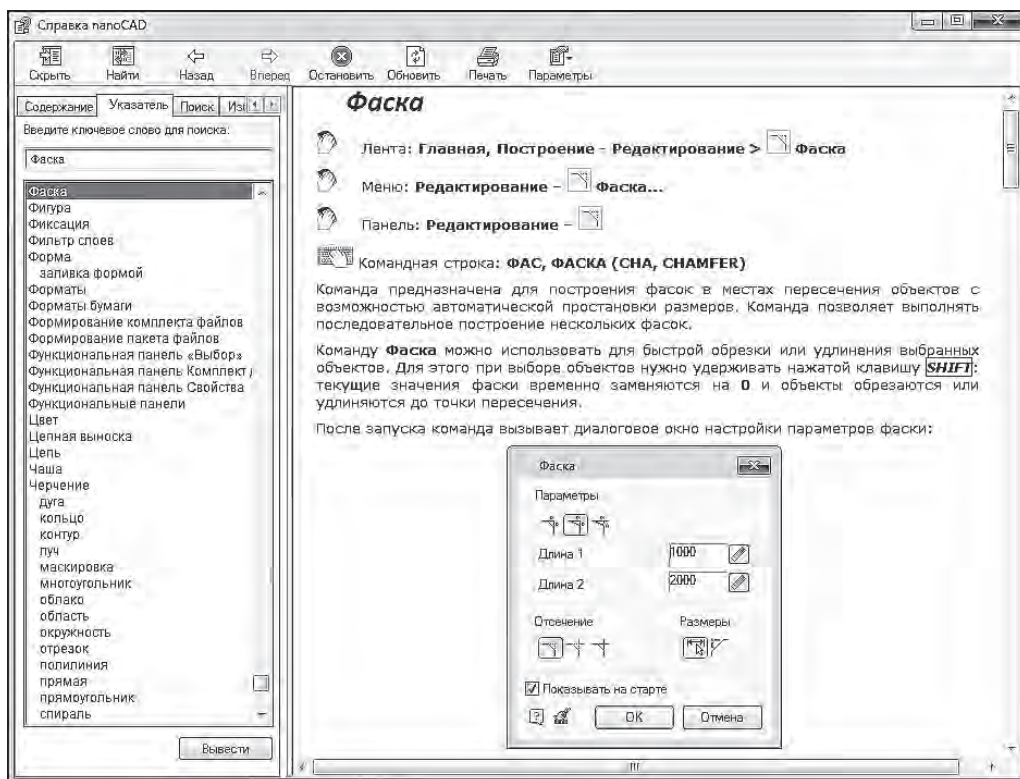 Справка nanoCAD
Скрыть Найти Назад Вперед Остановить Обновить Печать Параметры
Содержание Указатель Поиск
Введите ключевое слово для поиска:
Фаска
Фаска
Фигура
Фиксация
Фильтр слоев
Форма
заливка формой
Форматы
Форматы бумаги
Формирование комплекта файлов
Формирование пакета файлов
Функциональная панель «Выбор»
Функциональная панель Комплект
Функциональная панель Свойства
Функциональные панели
Цвет
Цепная выноска
Цепь
Чаша
Черчение
дуга
кольцо
контур
луч
маскировка
многоугольник
облако
область
окружность
отрезок
полилиния
прямая
прямоугольник
спираль
Вывести
Фаска
Лента: Главная, Построение – Редактирование > Фаска
Меню: Редактирование – Фаска...
Панель: Редактирование –
Командная строка: ФАС, ФАСКА (CHA, CHAMFER)
Команда предназначена для построения фасок в местах пересечения объектов с
возможностью автоматической простановки размеров. Команда позволяет выполнять
последовательное построение нескольких фасок.
Команду Фаска можно использовать для быстрой обрезки или удлинения выбранных
объектов. Для этого при выборе объектов нужно удерживать нажатой клавишу SHIFT:
текущие значения фаски временно заменяются на 0 и объекты обрезаются или
удлиняются до точки пересечения.
После запуска команда вызывает диалоговое окно настройки параметров фаски:
Фаска
Параметры
Длина 1 1000
Длина 2 2000
Отсечение Размеры
Показывать на старте
OK Отмена